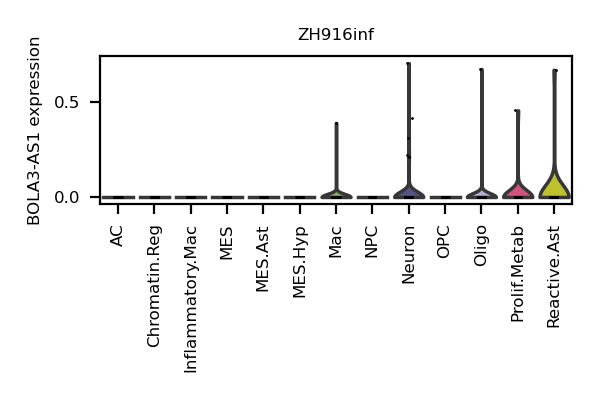 ZH916inf
BOLA3-AS1 expression
0.5
0.0
AC
Chromatin.Reg
Inflammatory.Mac
MES
MES.Ast
MES.Hyp
Mac
NPC
Neuron
OPC
Oligo
Prolif.Metab
Reactive.Ast